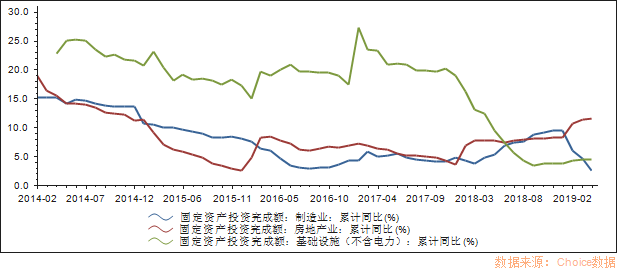 30.0
25.0
20.0
15.0
10.0
5.0
0.0
2014-02 2014-07 2014-12 2015-06 2015-11 2016-05 2016-10 2017-04 2017-09 2018-03 2018-08 2019-02
固定资产投资完成额：制造业：累计同比(%)
固定资产投资完成额：房地产业：累计同比(%)
固定资产投资完成额：基础设施（不含电力）：累计同比(%)
数据来源：Choice数据